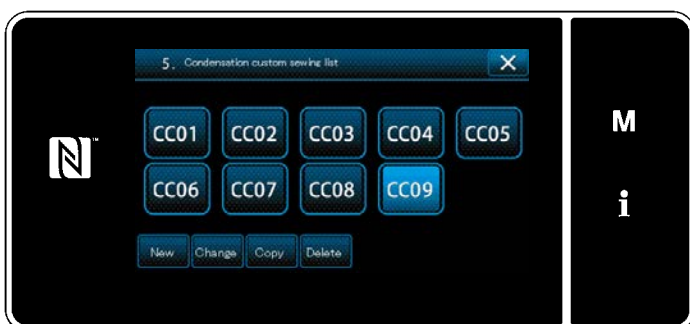 5. Condensation custom sewing list
CC01 CC02 CC03 CC04 CC05
CC06 CC07 CC08 CC09
New Change Copy Delete
M
i